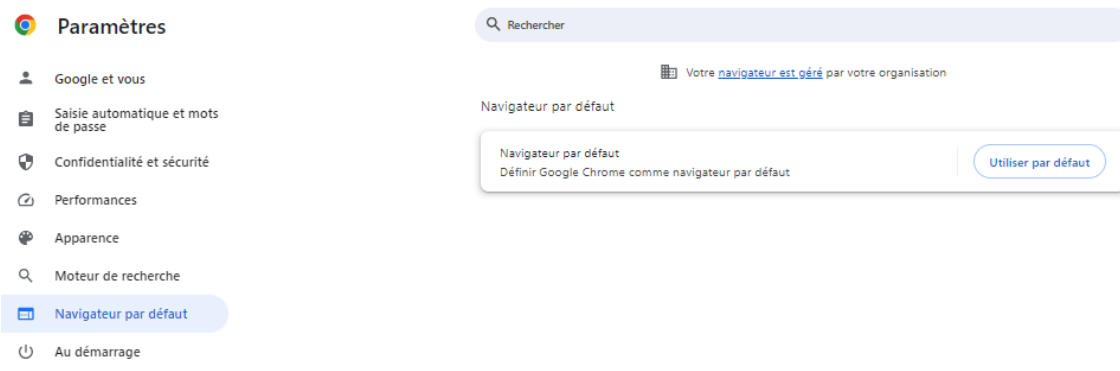 Paramètres
Rechercher
Google et vous
Saisie automatique et mots
de passe
Confidentialité et sécurité
Performances
Apparence
Moteur de recherche
Navigateur par défaut
Au démarrage
Votre navigateur est géré par votre organisation
Navigateur par défaut
Navigateur par défaut
Définir Google Chrome comme navigateur par défaut
Utiliser par défaut